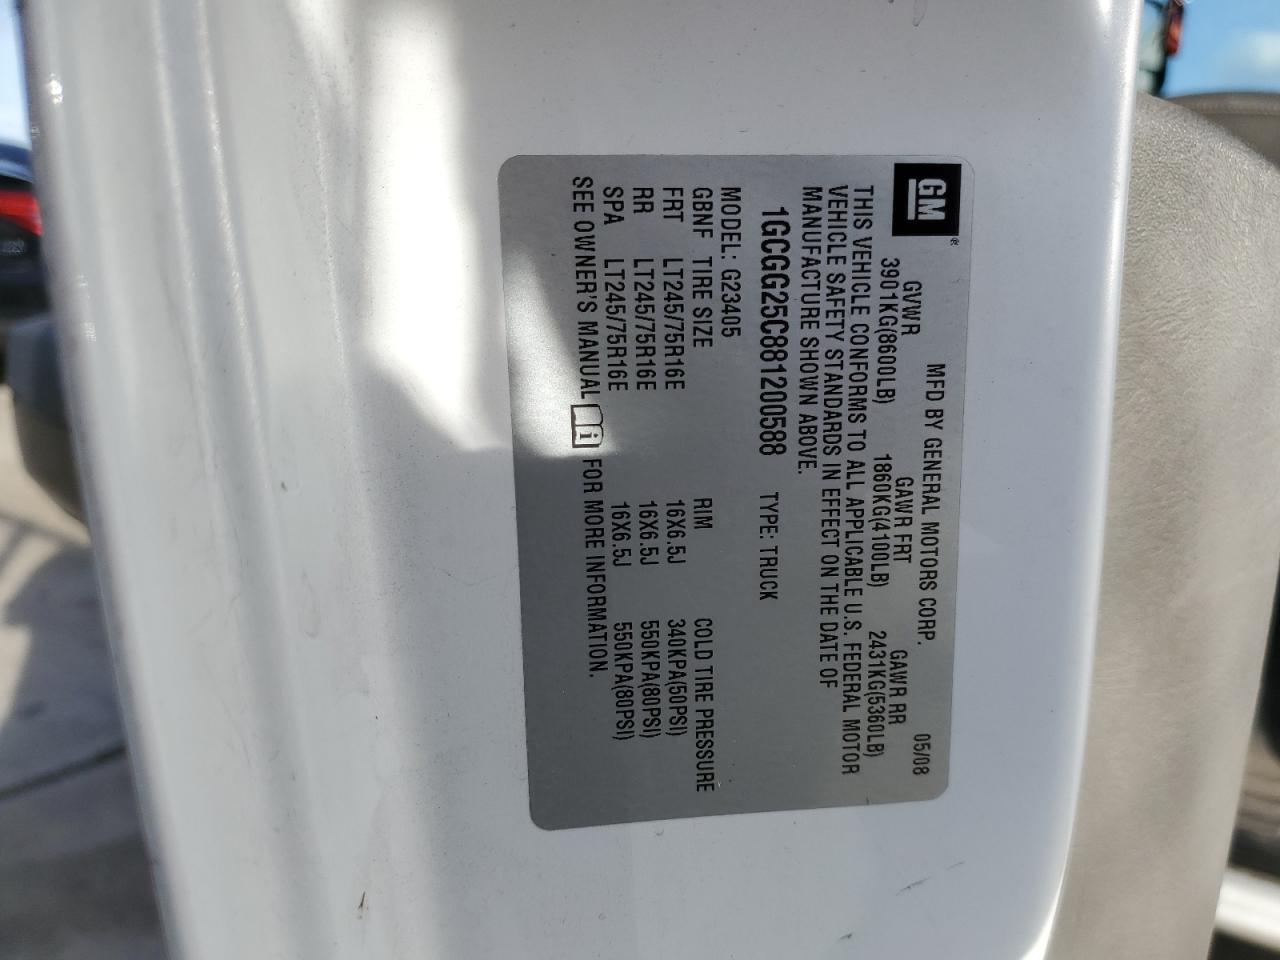 GM®
MFD BY GENERAL MOTORS CORP. 05/08
GVWR GAWR FRT GAWR RR
3901KG(8600LB) 1860KG(4100LB) 2431KG(5360LB)
THIS VEHICLE CONFORMS TO ALL APPLICABLE U.S. FEDERAL MOTOR
VEHICLE SAFETY STANDARDS IN EFFECT ON THE DATE OF
MANUFACTURE SHOWN ABOVE.
1GCGG25C881200588 TYPE: TRUCK
MODEL: G23405
GBNF TIRE SIZE RIM COLD TIRE PRESSURE
FRT LT245/75R16E 16X6.5J 340KPA(50PSI)
RR LT245/75R16E 16X6.5J 550KPA(80PSI)
SPA LT245/75R16E 16X6.5J 550KPA(80PSI)
SEE OWNER'S MANUAL i FOR MORE INFORMATION.